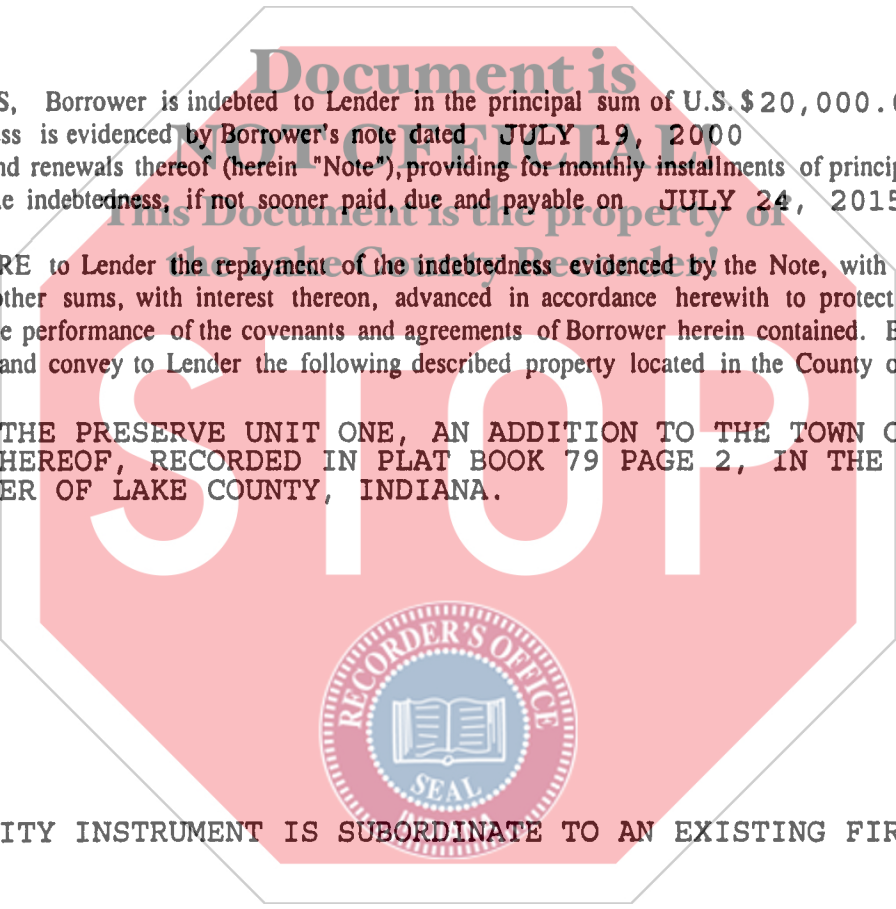 Document is
S, Borrower is indebted to Lender in the principal sum of U.S. $20,000.0
ss is evidenced by Borrower's note dated JULY 19, 2000
NOT OFFICIAL!
nd renewals thereof (herein "Note"), providing for monthly installments of princip
e indebtedness, if not sooner paid, due and payable on JULY 24, 2015
This Document is the property of
RE to Lender the repayment of the indebtedness evidenced by the Note, with
the Lake County Recorder!
other sums, with interest thereon, advanced in accordance herewith to protect
e performance of the covenants and agreements of Borrower herein contained.
and convey to Lender the following described property located in the County
THE PRESERVE UNIT ONE, AN ADDITION TO THE TOWN
HEREOF, RECORDED IN PLAT BOOK 79 PAGE 2, IN THE
ER OF LAKE COUNTY, INDIANA.
STOP
RECORDER'S OFFICE
SEAL
INDIANA
ITY INSTRUMENT IS SUBORDINATE TO AN EXISTING FIR